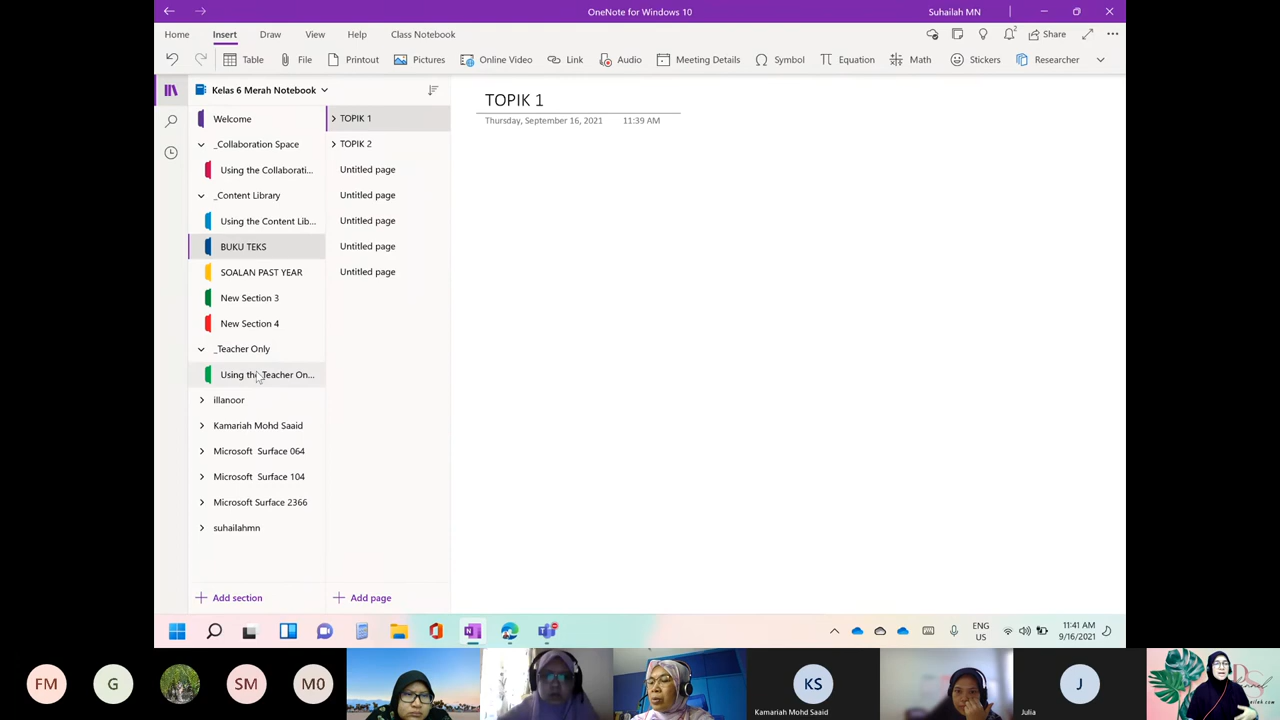 OneNote for Windows 10
Suhailah MN
Home Insert Draw View Help Class Notebook
Share
Table File Printout Pictures Online Video Link Audio Meeting Details Symbol Equation Math Stickers Researcher
Kelas 6 Merah Notebook
Welcome
_Collaboration Space
Using the Collaborati...
_Content Library
Using the Content Lib...
BUKU TEKS
SOALAN PAST YEAR
New Section 3
New Section 4
_Teacher Only
Using the Teacher On...
illanoor
Kamariah Mohd Saaid
Microsoft Surface 064
Microsoft Surface 104
Microsoft Surface 2366
suhailahmn
Add section
TOPIK 1
TOPIK 2
Untitled page
Untitled page
Untitled page
Untitled page
Untitled page
Add page
TOPIK 1
Thursday, September 16, 2021 11:39 AM
ENG
US
11:41 AM
9/16/2021
FM
G
SM
M0
KS
Kamariah Mohd Saaid
J
Julia